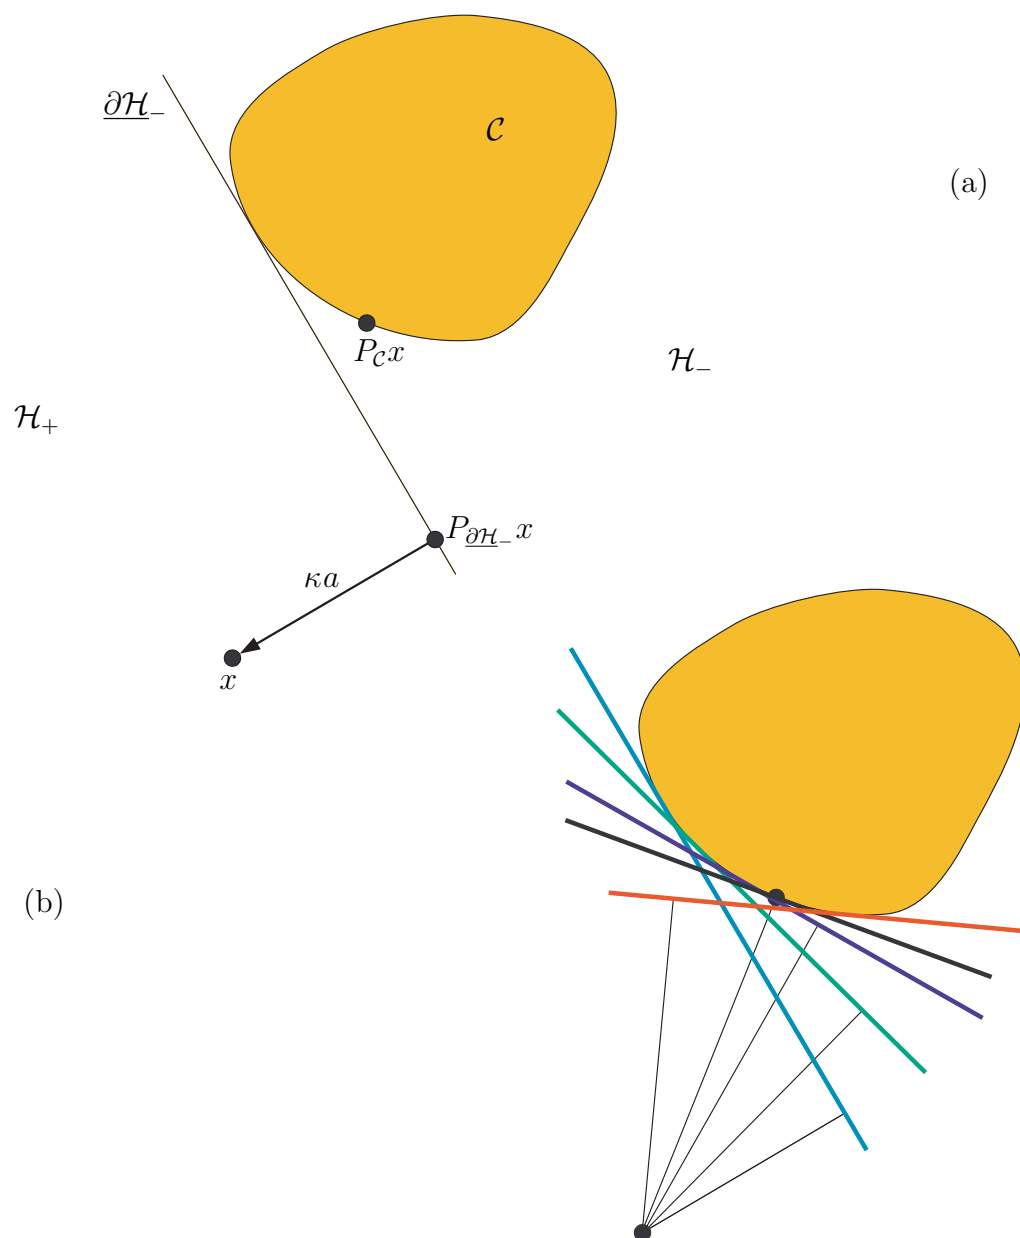 ∂ℋ₋
𝒞
(a)
P_𝒞 x
ℋ₋
ℋ₊
P_∂ℋ₋ x
κa
x
(b)